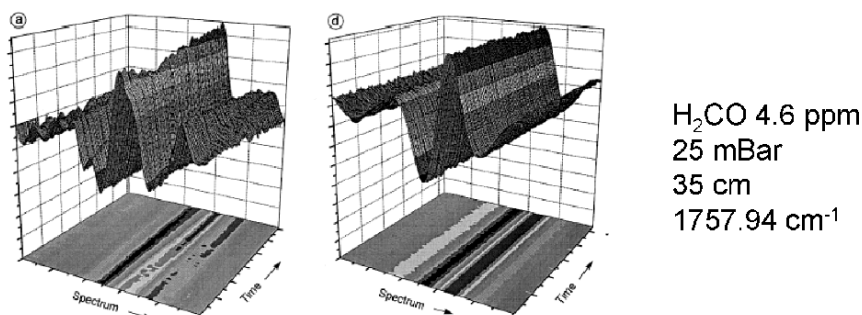 a
d
H₂CO 4.6 ppm
25 mBar
35 cm
1757.94 cm⁻¹
Spectrum →
Time →
Spectrum →
Time →